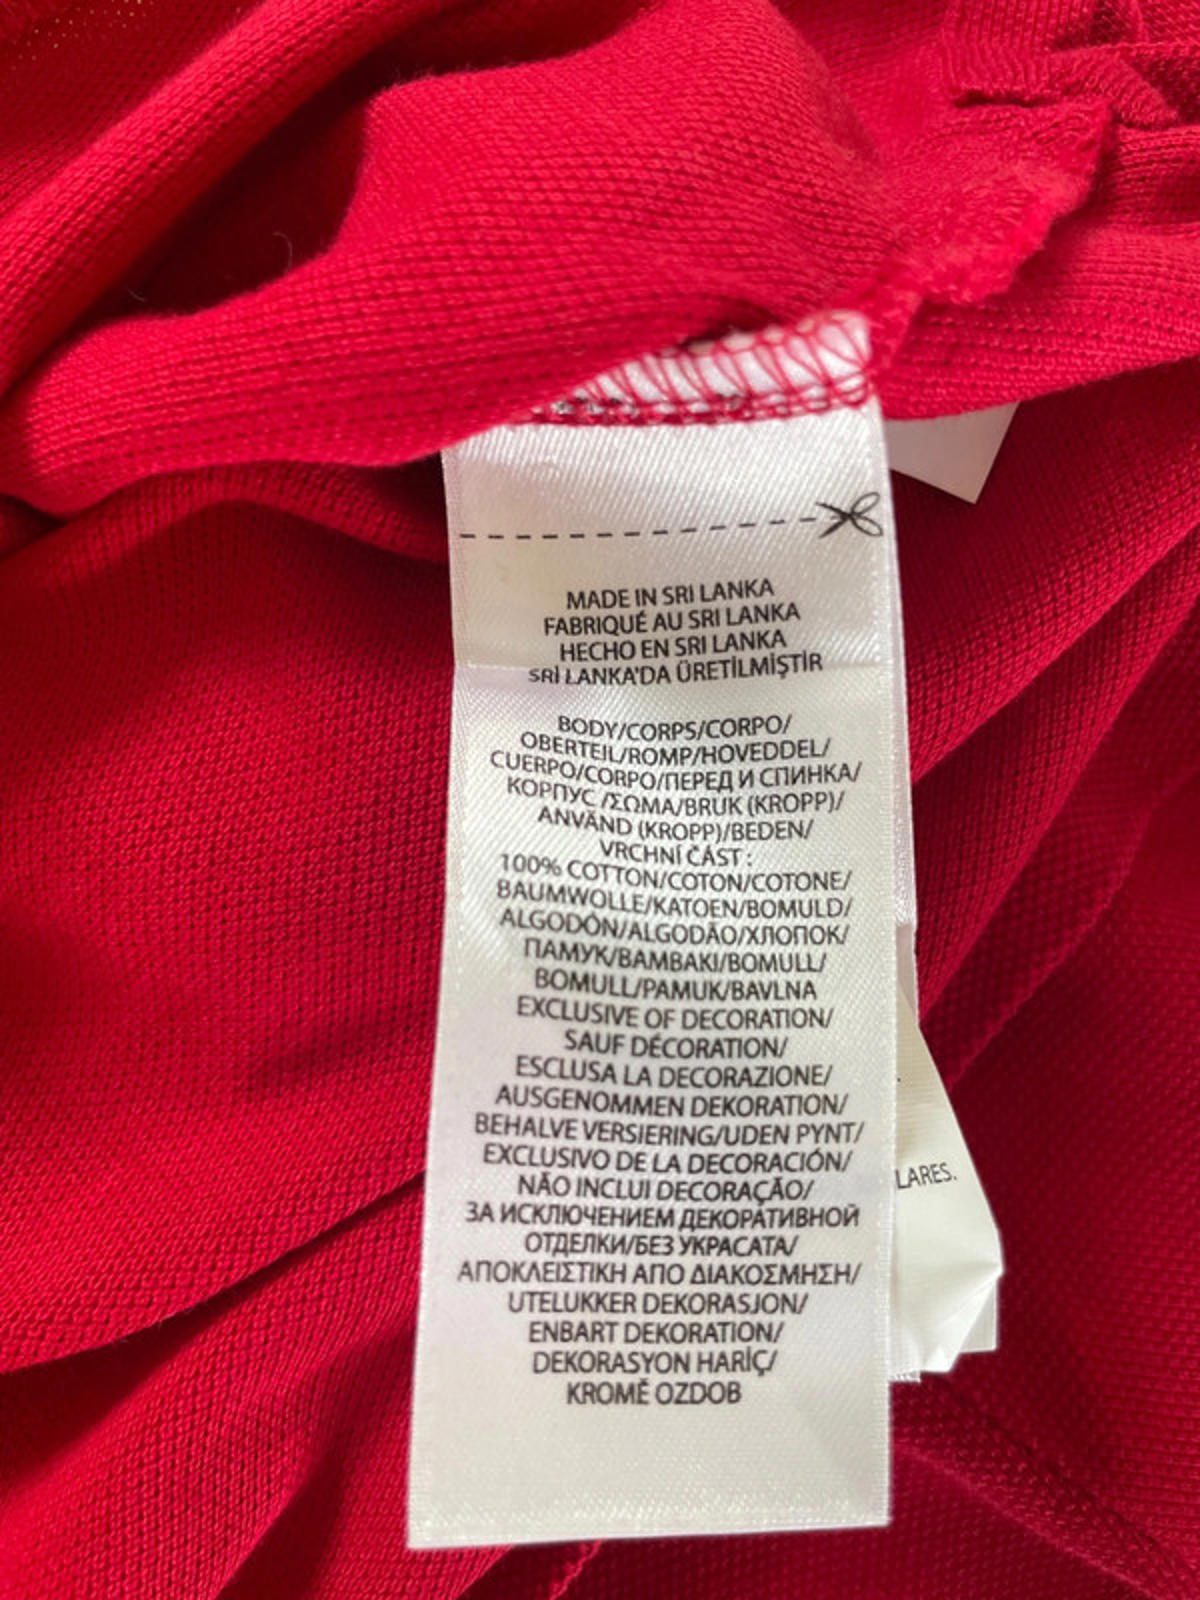 MADE IN SRI LANKA
FABRIQUÉ AU SRI LANKA
HECHO EN SRI LANKA
SRİ LANKA'DA ÜRETİLMİŞTİR
BODY/CORPS/CORPO/
OBERTEIL/ROMP/HOVEDDEL/
CUERPO/CORPO/ПЕРЕД И СПИНКА/
КОРПУС /ΣΩΜΑ/BRUK (KROPP)/
ANVÄND (KROPP)/BEDEN/
VRCHNÍ ČÁST :
100% COTTON/COTON/COTONE/
BAUMWOLLE/KATOEN/BOMULD/
ALGODÓN/ALGODÃO/ХЛОПОК/
ПАМУК/ΒΑΜΒΑΚΙ/BOMULL/
BOMULL/PAMUK/BAVLNA
EXCLUSIVE OF DECORATION/
SAUF DÉCORATION/
ESCLUSA LA DECORAZIONE/
AUSGENOMMEN DEKORATION/
BEHALVE VERSIERING/UDEN PYNT/
EXCLUSIVO DE LA DECORACIÓN/
NÃO INCLUI DECORAÇÃO/
ЗА ИСКЛЮЧЕНИЕМ ДЕКОРАТИВНОЙ
ОТДЕЛКИ/БЕЗ УКРАСАТА/
ΑΠΟΚΛΕΙΣΤΙΚΗ ΑΠΟ ΔΙΑΚΟΣΜΗΣΗ/
UTELUKKER DEKORASJON/
ENBART DEKORATION/
DEKORASYON HARİÇ/
KROMĚ OZDOB
LARES.